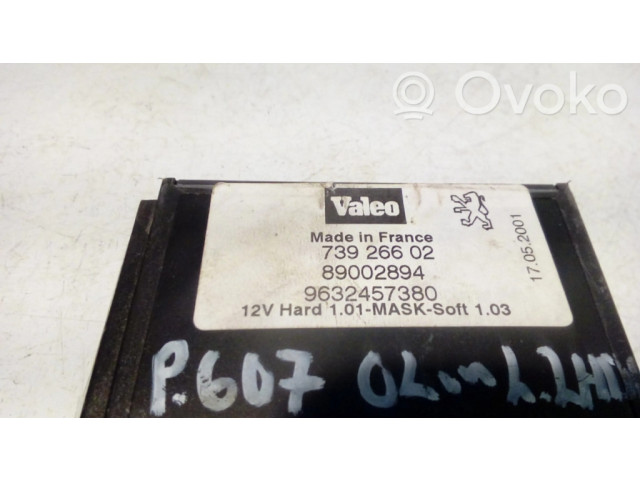 Ovoko
Valeo
Made in France
739 266 02
89002894
9632457380
12V Hard 1.01-MASK-Soft 1.03
17.05.2001
P.607 02